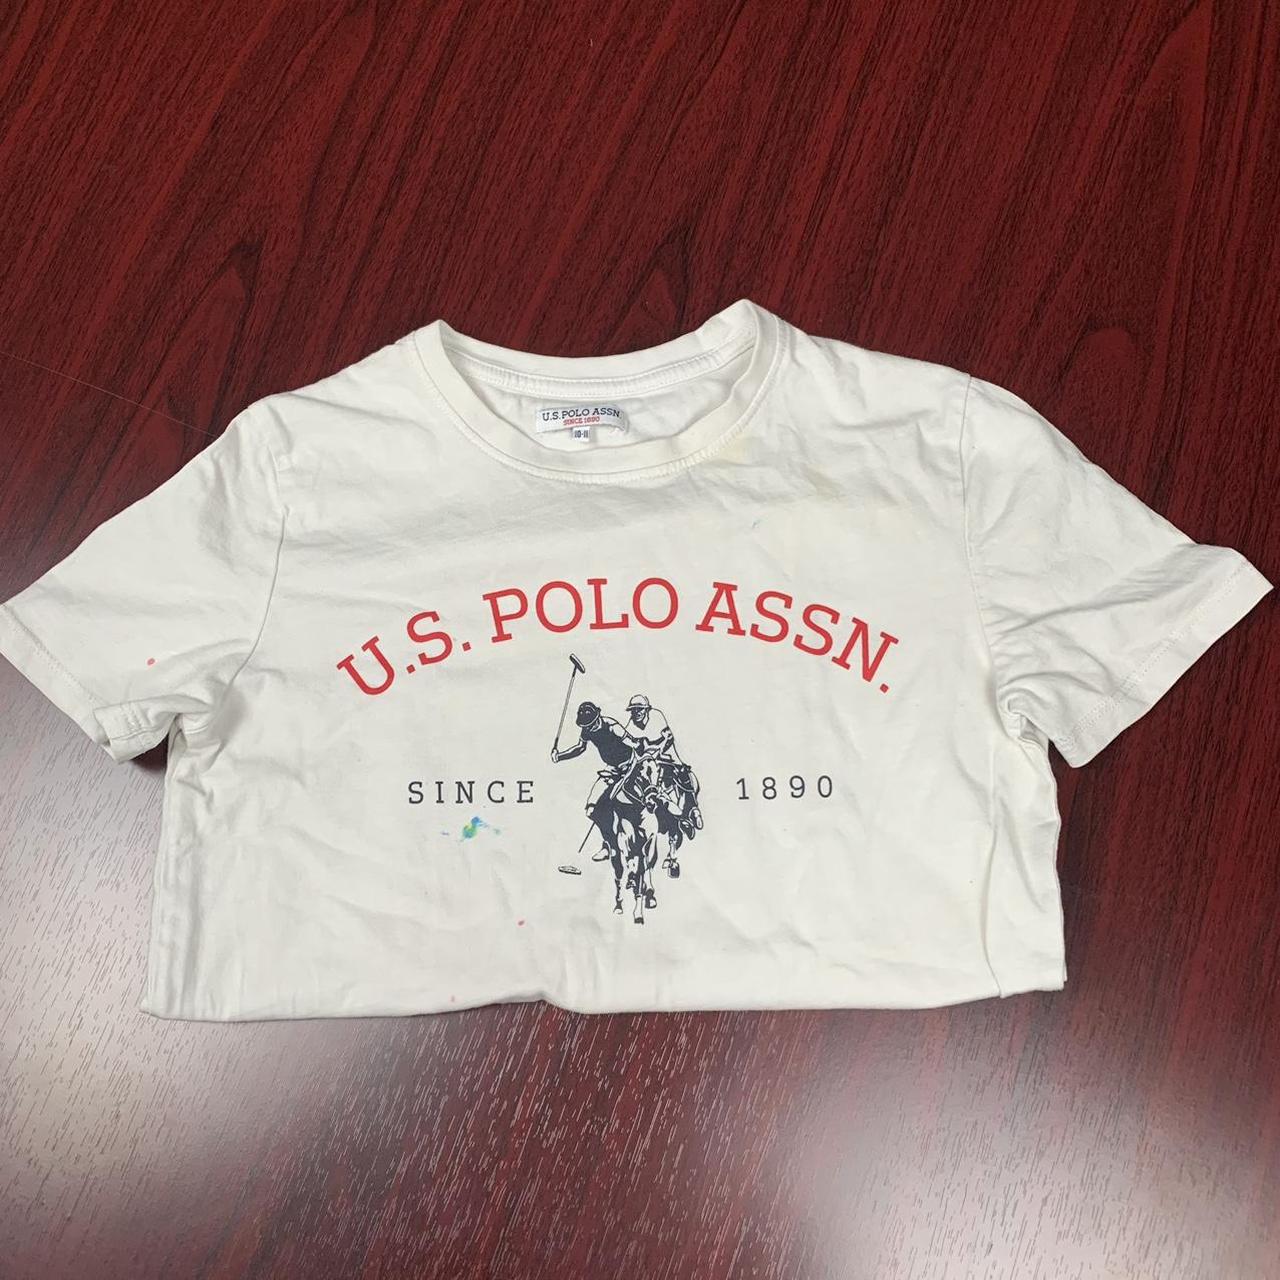 U.S. POLO ASSN.
SINCE 1890
10-11
U.S. POLO ASSN.
SINCE 1890